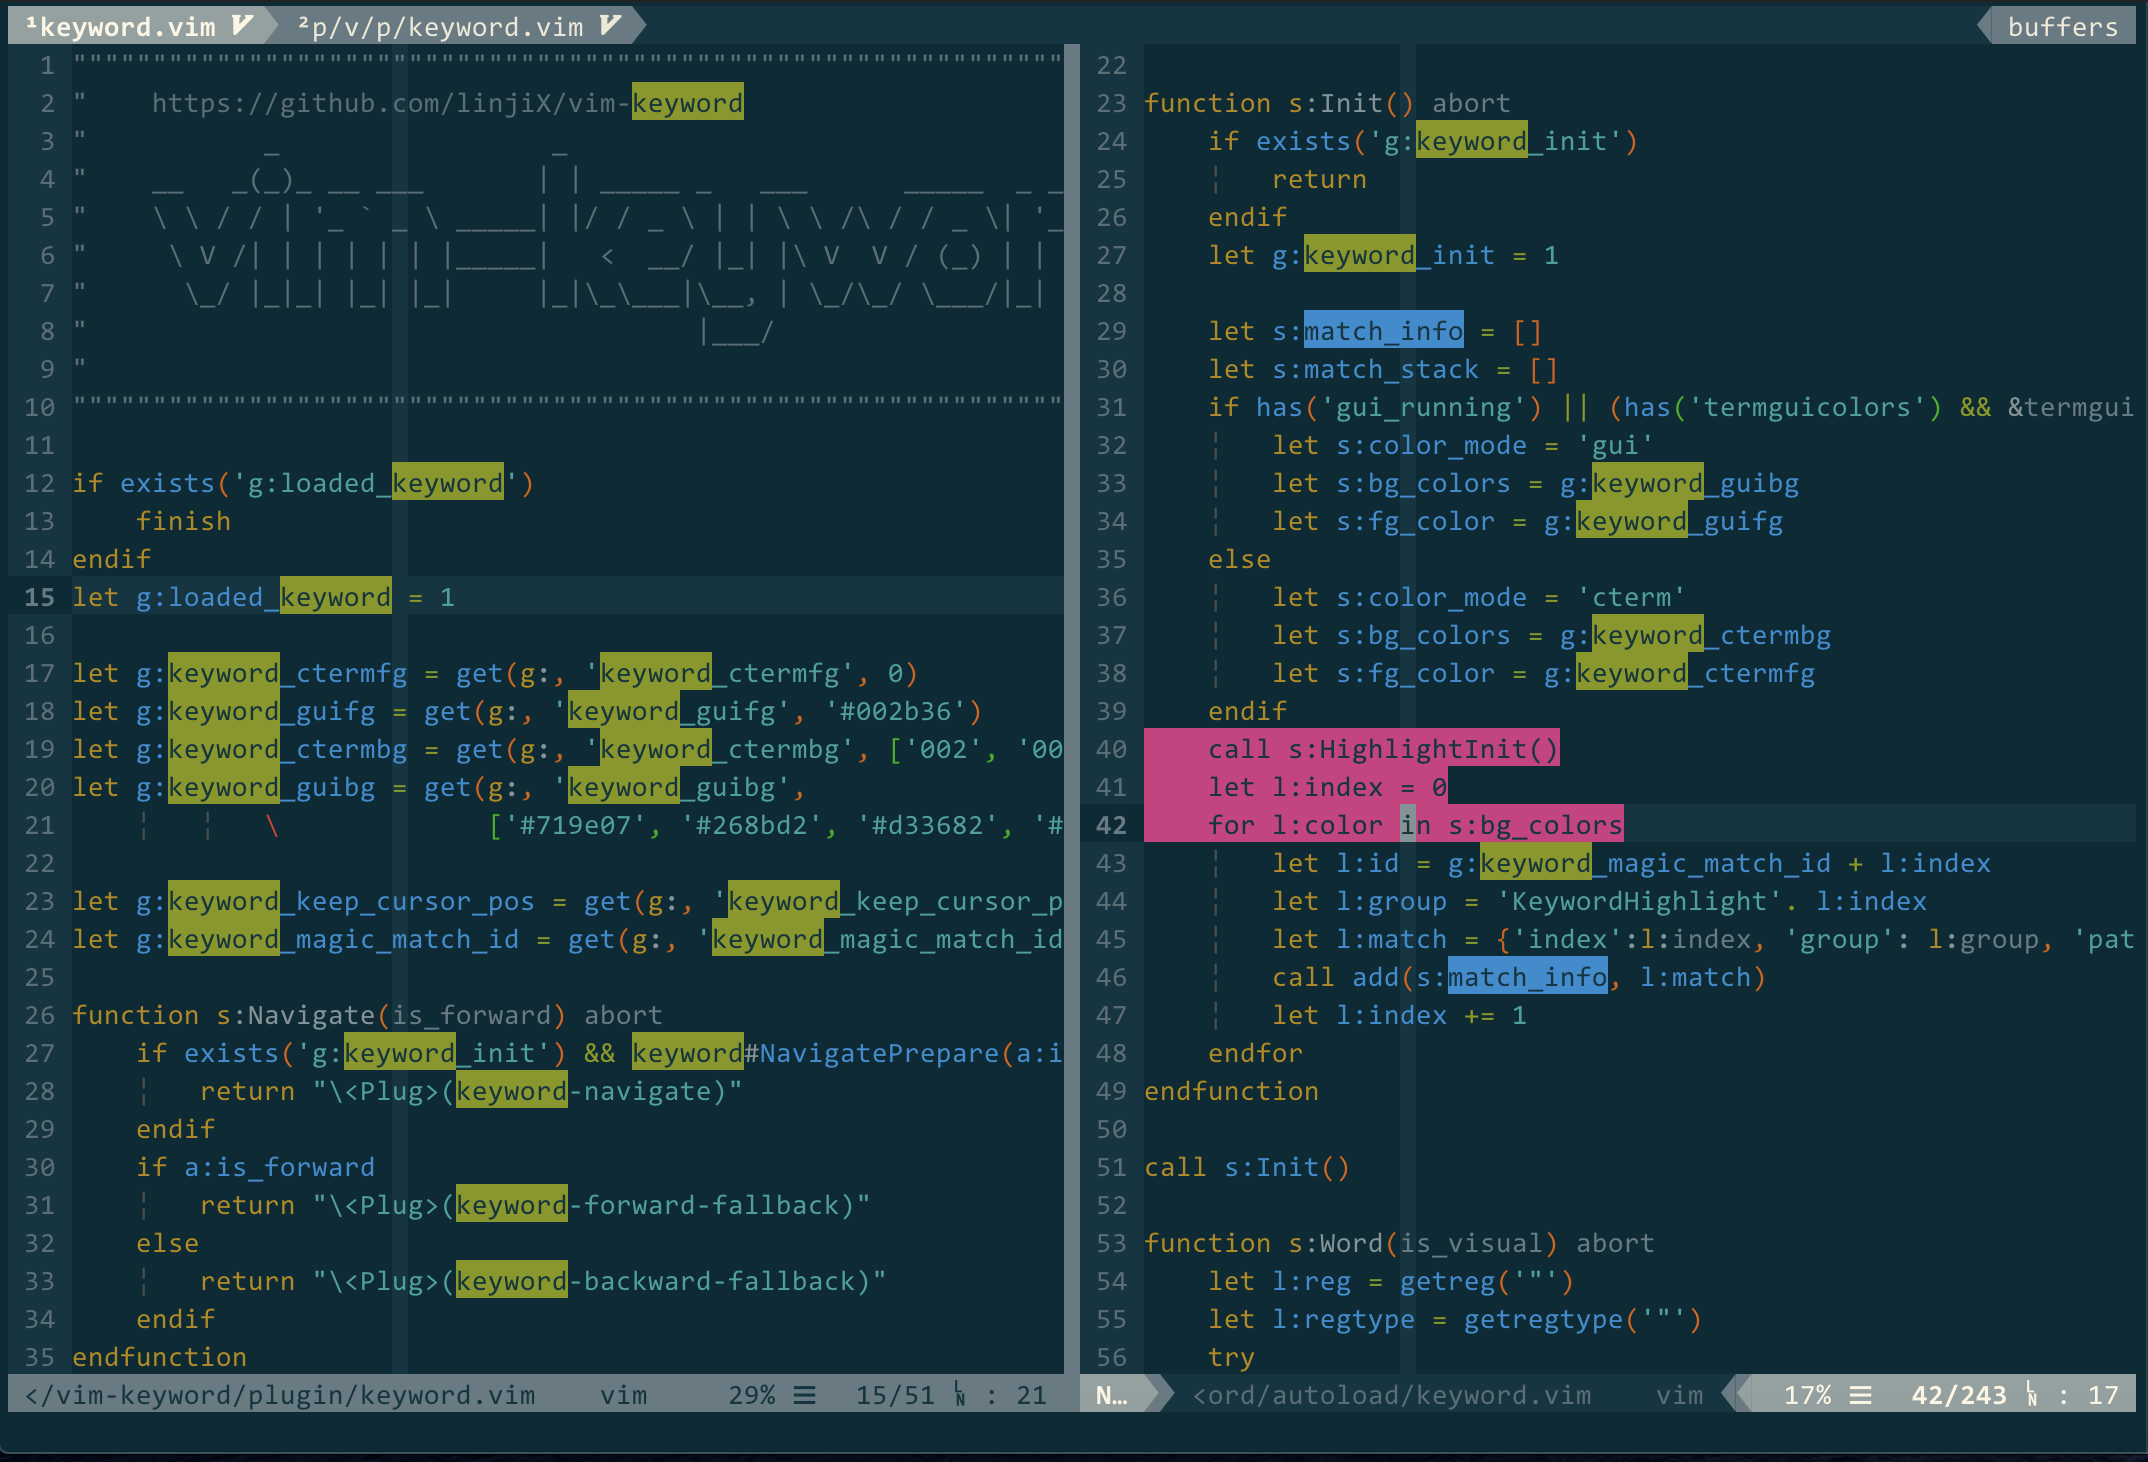 ¹keyword.vim ²p/v/p/keyword.vim buffers
1 """"""""""""""""""""""""""""""""""""""""""""""""""""""""""""""
2 "    https://github.com/linjiX/vim-keyword
3 "            _                 _
4 "    __   _(_)_ __ ___       | | _____ _   ___      _____  _ _
5 "    \ \ / / | '_ ` _ \ _____| |/ / _ \ | | \ \ /\ / / _ \| '_
6 "     \ V /| | | | | | |_____|   <  __/ |_| |\ V  V / (_) | |
7 "      \_/ |_|_| |_| |_|     |_|\_\___|\__, | \_/\_/ \___/|_|
8 "                                      |___/
9 "
10 """"""""""""""""""""""""""""""""""""""""""""""""""""""""""""""
11
12 if exists('g:loaded_keyword')
13     finish
14 endif
15 let g:loaded_keyword = 1
16
17 let g:keyword_ctermfg = get(g:, 'keyword_ctermfg', 0)
18 let g:keyword_guifg = get(g:, 'keyword_guifg', '#002b36')
19 let g:keyword_ctermbg = get(g:, 'keyword_ctermbg', ['002', '00
20 let g:keyword_guibg = get(g:, 'keyword_guibg',
21     ¦   ¦   \             ['#719e07', '#268bd2', '#d33682', '#
22
23 let g:keyword_keep_cursor_pos = get(g:, 'keyword_keep_cursor_p
24 let g:keyword_magic_match_id = get(g:, 'keyword_magic_match_id
25
26 function s:Navigate(is_forward) abort
27     if exists('g:keyword_init') && keyword#NavigatePrepare(a:i
28     ¦   return "\<Plug>(keyword-navigate)"
29     endif
30     if a:is_forward
31     ¦   return "\<Plug>(keyword-forward-fallback)"
32     else
33     ¦   return "\<Plug>(keyword-backward-fallback)"
34     endif
35 endfunction
</vim-keyword/plugin/keyword.vim    vim    29% ☰  15/51 ㏑ : 21
22
23 function s:Init() abort
24     if exists('g:keyword_init')
25     ¦   return
26     endif
27     let g:keyword_init = 1
28
29     let s:match_info = []
30     let s:match_stack = []
31     if has('gui_running') || (has('termguicolors') && &termgui
32     ¦   let s:color_mode = 'gui'
33     ¦   let s:bg_colors = g:keyword_guibg
34     ¦   let s:fg_color = g:keyword_guifg
35     else
36     ¦   let s:color_mode = 'cterm'
37     ¦   let s:bg_colors = g:keyword_ctermbg
38     ¦   let s:fg_color = g:keyword_ctermfg
39     endif
40     call s:HighlightInit()
41     let l:index = 0
42     for l:color in s:bg_colors
43     ¦   let l:id = g:keyword_magic_match_id + l:index
44     ¦   let l:group = 'KeywordHighlight'. l:index
45     ¦   let l:match = {'index':l:index, 'group': l:group, 'pat
46     ¦   call add(s:match_info, l:match)
47     ¦   let l:index += 1
48     endfor
49 endfunction
50
51 call s:Init()
52
53 function s:Word(is_visual) abort
54     let l:reg = getreg('"')
55     let l:regtype = getregtype('"')
56     try
N… <ord/autoload/keyword.vim    vim    17% ☰  42/243 ㏑ : 17